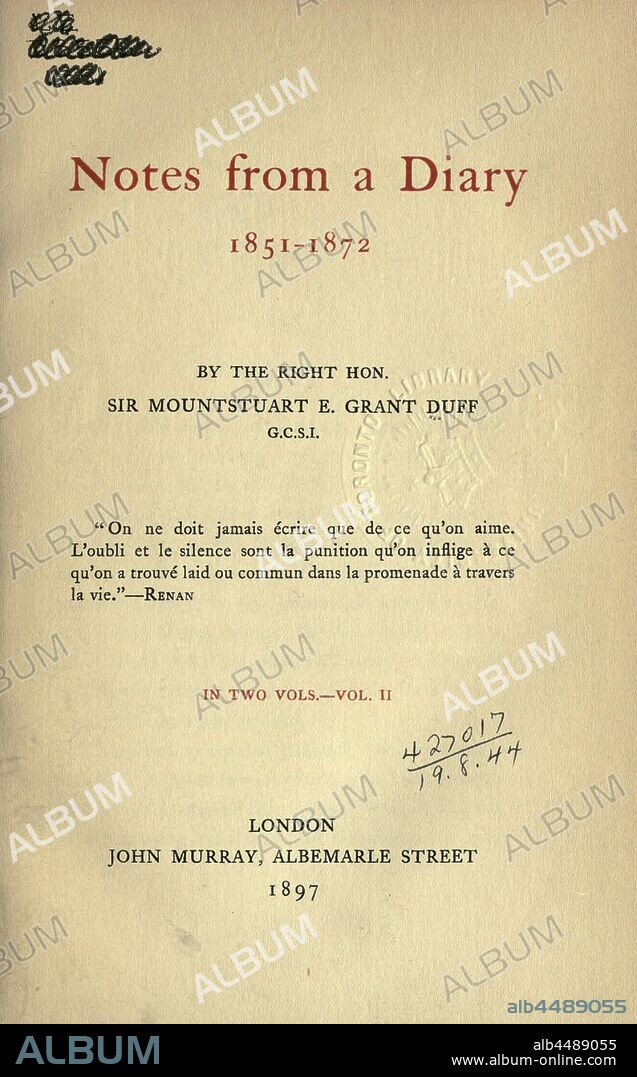 Notes from a Diary
1851-1872
BY THE RIGHT HON.
SIR MOUNTSTUART E. GRANT DUFF
G.C.S.I.
“On ne doit jamais écrire que de ce qu'on aime.
L'oubli et le silence sont la punition qu'on inflige à ce
qu'on a trouvé laid ou commun dans la promenade à travers
la vie.”—RENAN
IN TWO VOLS.—VOL. II
427017
19.8.44
LONDON
JOHN MURRAY, ALBEMARLE STREET
1897
alb4489055
ALBUM
alb4489055
www.album-online.com